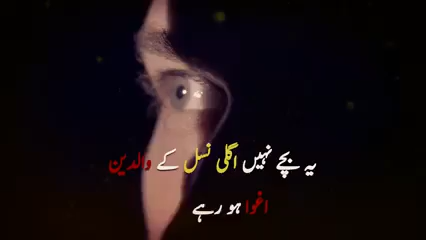 یہ بچے نہیں اگلی نسل کے والدین
اغوا ہو رہے